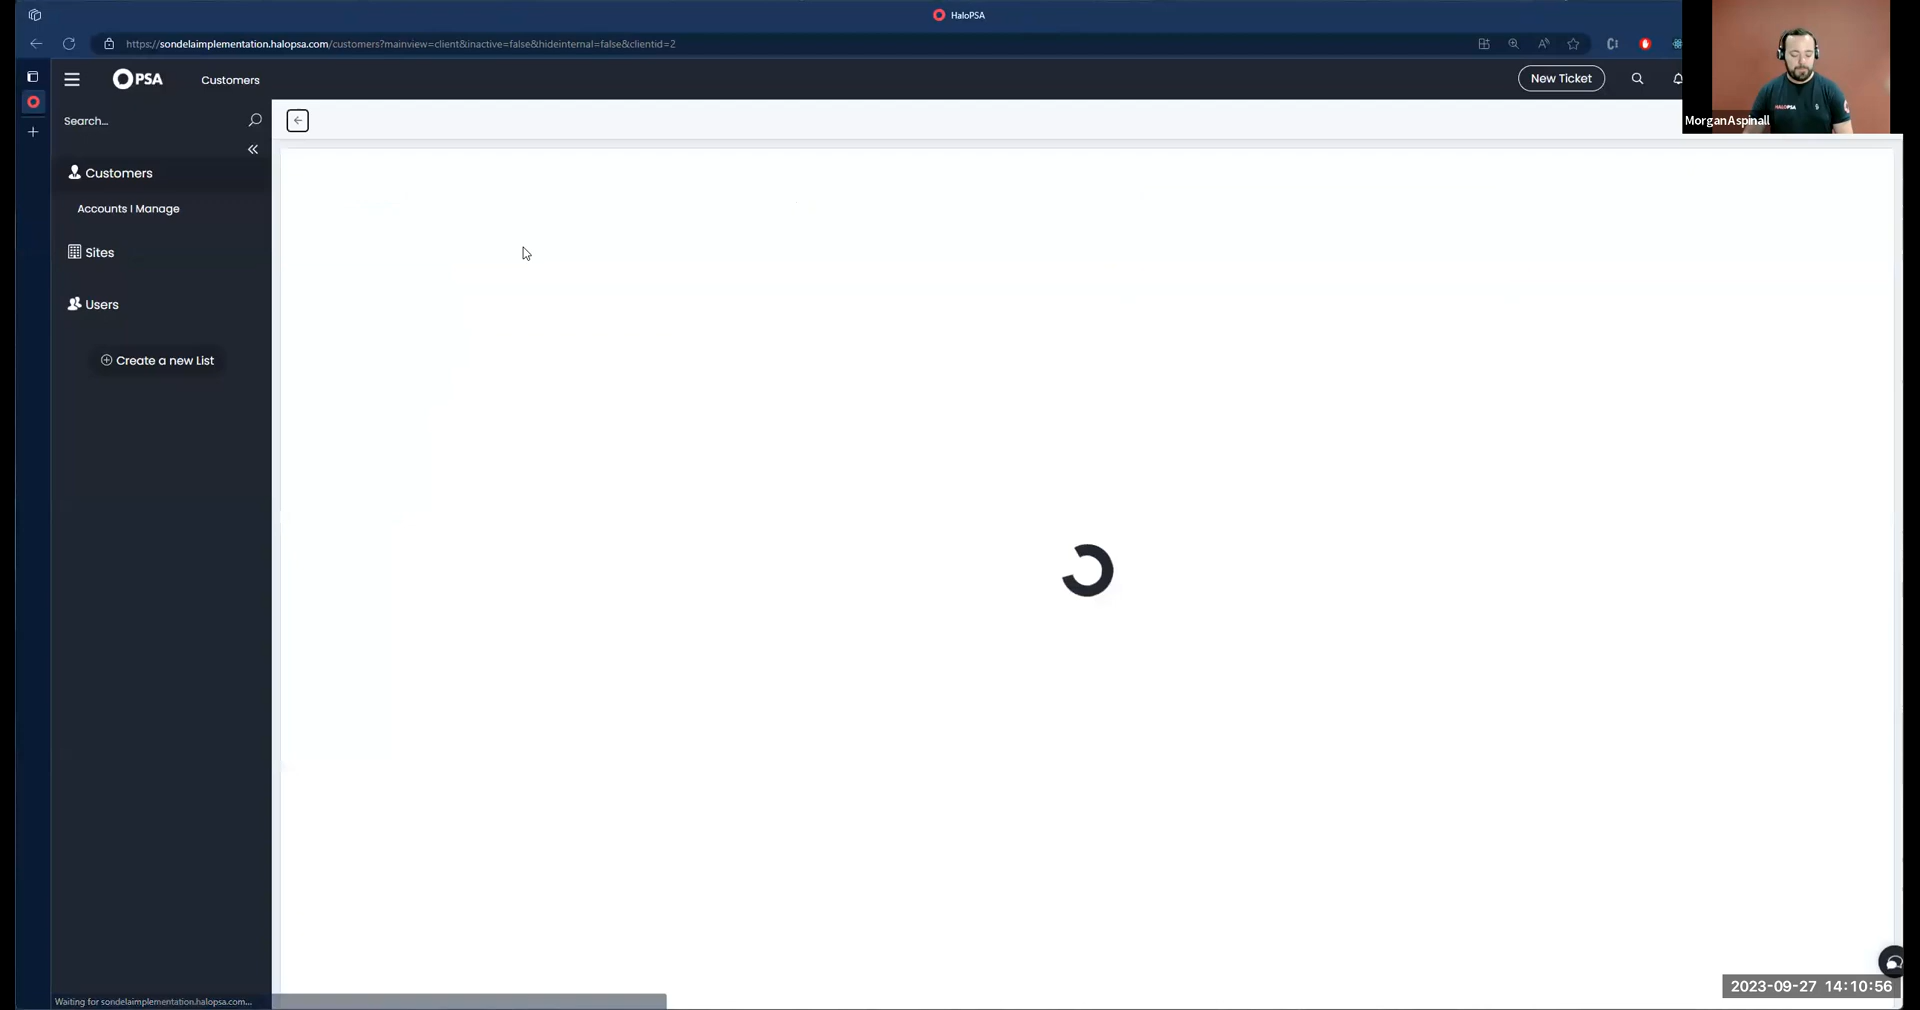 HaloPSA
https://sondelaimplementation.halopsa.com/customers?mainview=client&inactive=false&hideinternal=false&clientid=2
PSA
Customers
New Ticket
Morgan Aspinall
Search...
Customers
Accounts I Manage
Sites
Users
Create a new List
Waiting for sondelaimplementation.halopsa.com...
2023-09-27 14:10:56